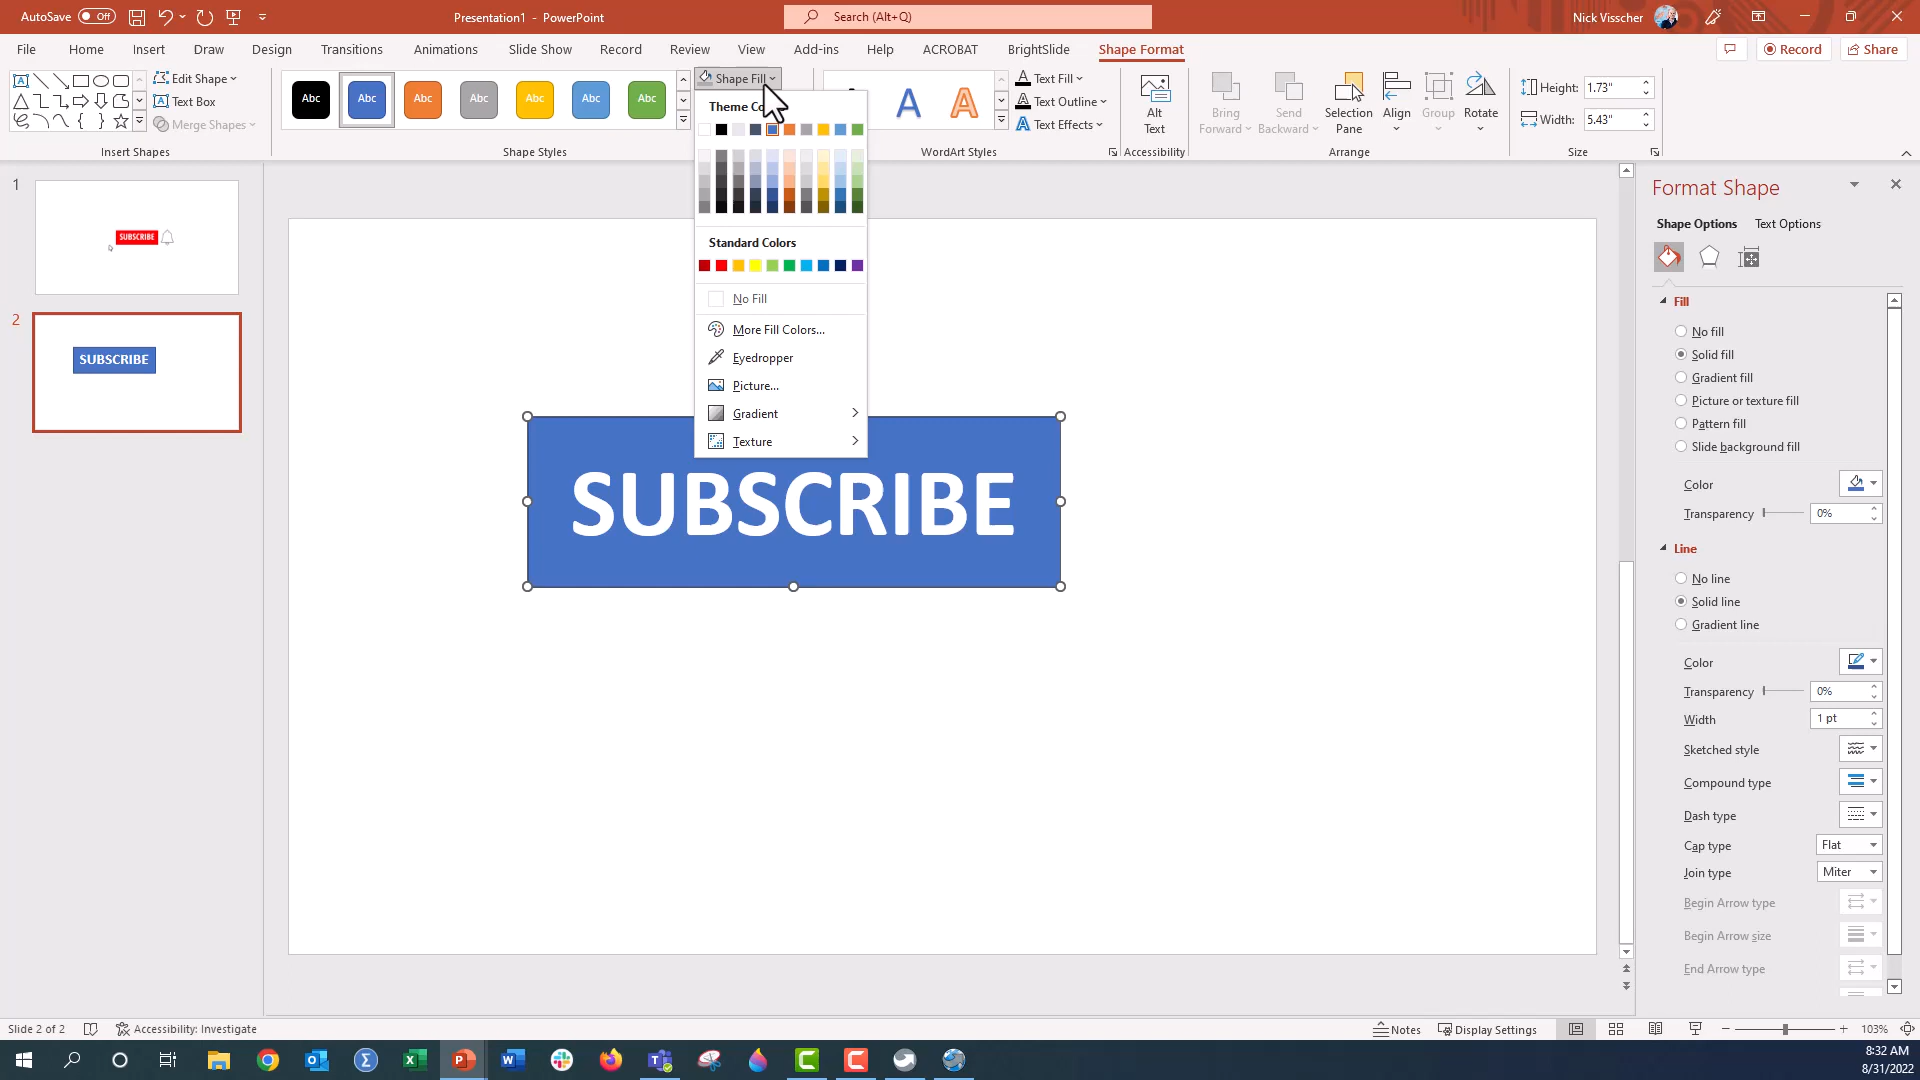 AutoSave Off
Presentation1 - PowerPoint
Search (Alt+Q)
Nick Visscher
File Home Insert Draw Design Transitions Animations Slide Show Record Review View Add-ins Help ACROBAT BrightSlide Shape Format
Record Share
Edit Shape
Text Box
Merge Shapes
Insert Shapes
Abc Abc Abc Abc Abc Abc Abc
Shape Styles
Shape Fill
A A
Text Fill
Text Outline
Text Effects
WordArt Styles
Alt Text
Accessibility
Bring Forward
Send Backward
Selection Pane
Align
Group
Rotate
Arrange
Height: 1.73"
Width: 5.43"
Size
Theme Co
Standard Colors
No Fill
More Fill Colors...
Eyedropper
Picture...
Gradient
Texture
1
SUBSCRIBE
2
SUBSCRIBE
SUBSCRIBE
Format Shape
Shape Options Text Options
Fill
No fill
Solid fill
Gradient fill
Picture or texture fill
Pattern fill
Slide background fill
Color
Transparency 0%
Line
No line
Solid line
Gradient line
Color
Transparency 0%
Width 1 pt
Sketched style
Compound type
Dash type
Cap type Flat
Join type Miter
Begin Arrow type
Begin Arrow size
End Arrow type
Slide 2 of 2 Accessibility: Investigate
Notes Display Settings 103%
8:32 AM
8/31/2022